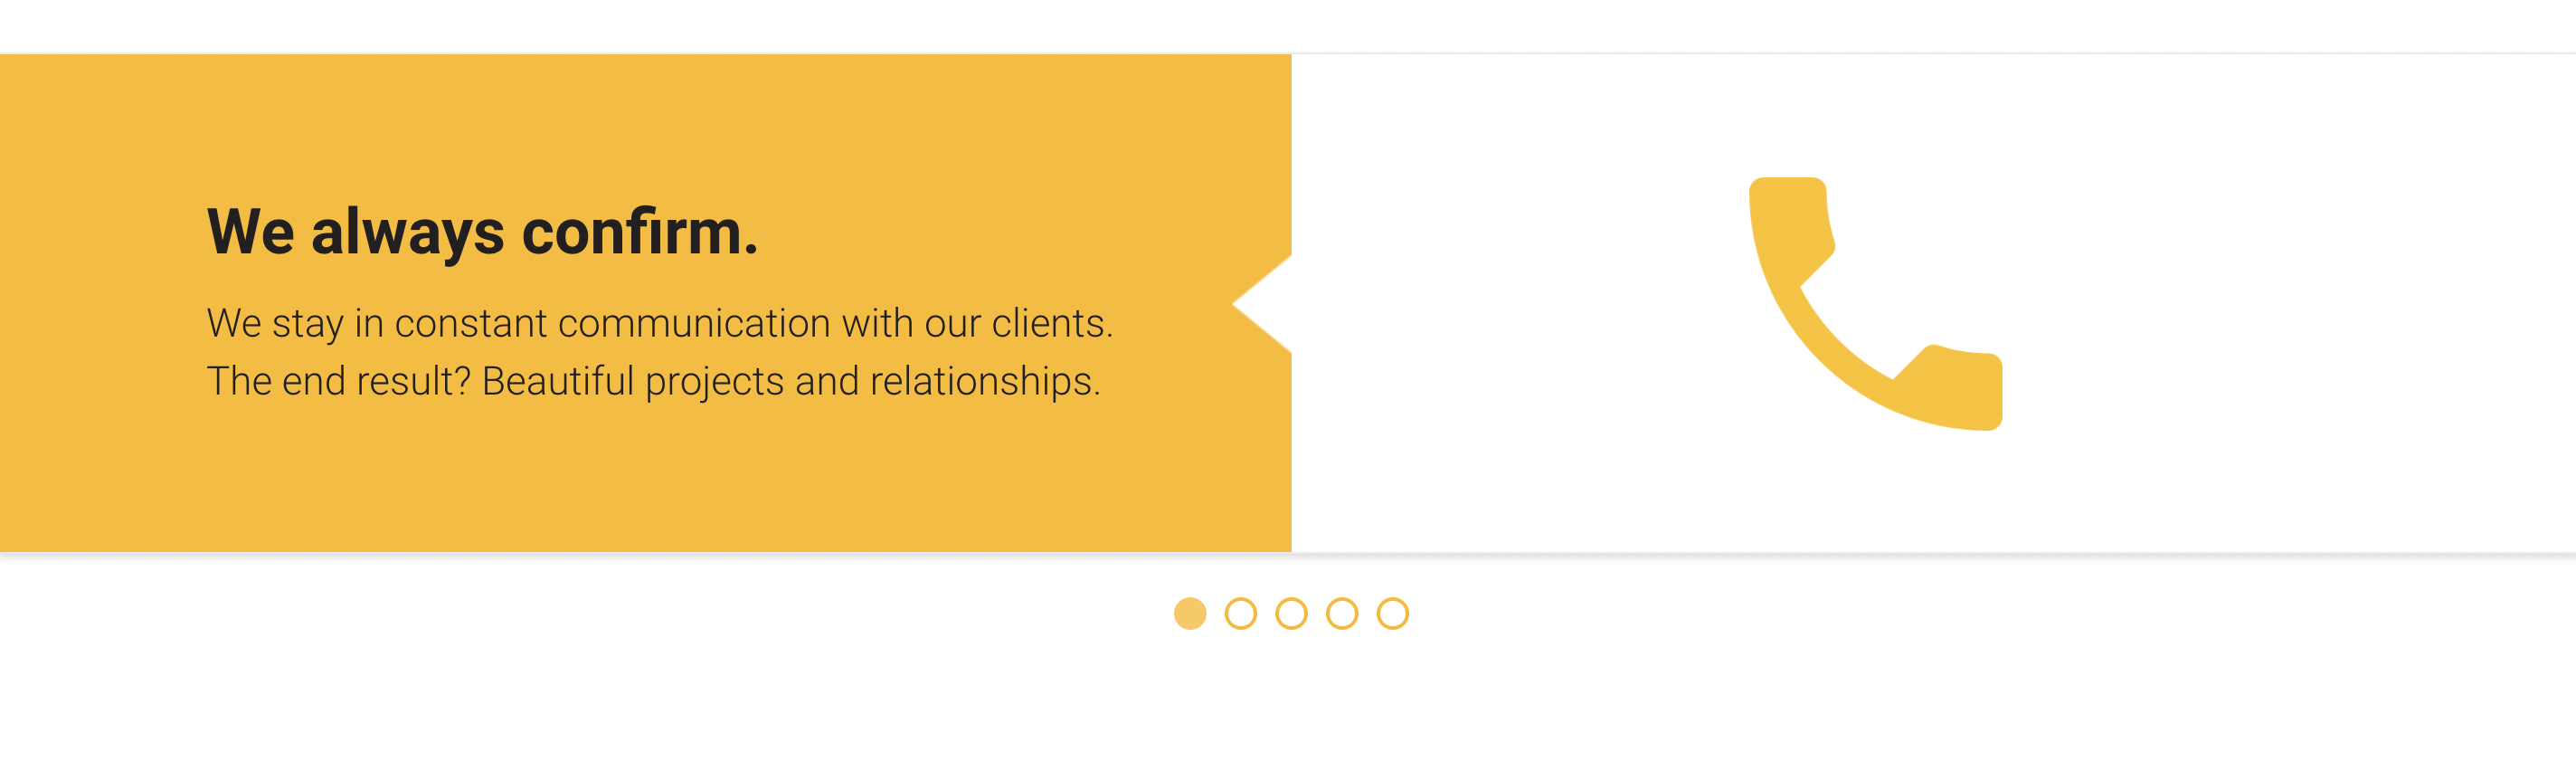 We always confirm.
We stay in constant communication with our clients.
The end result? Beautiful projects and relationships.